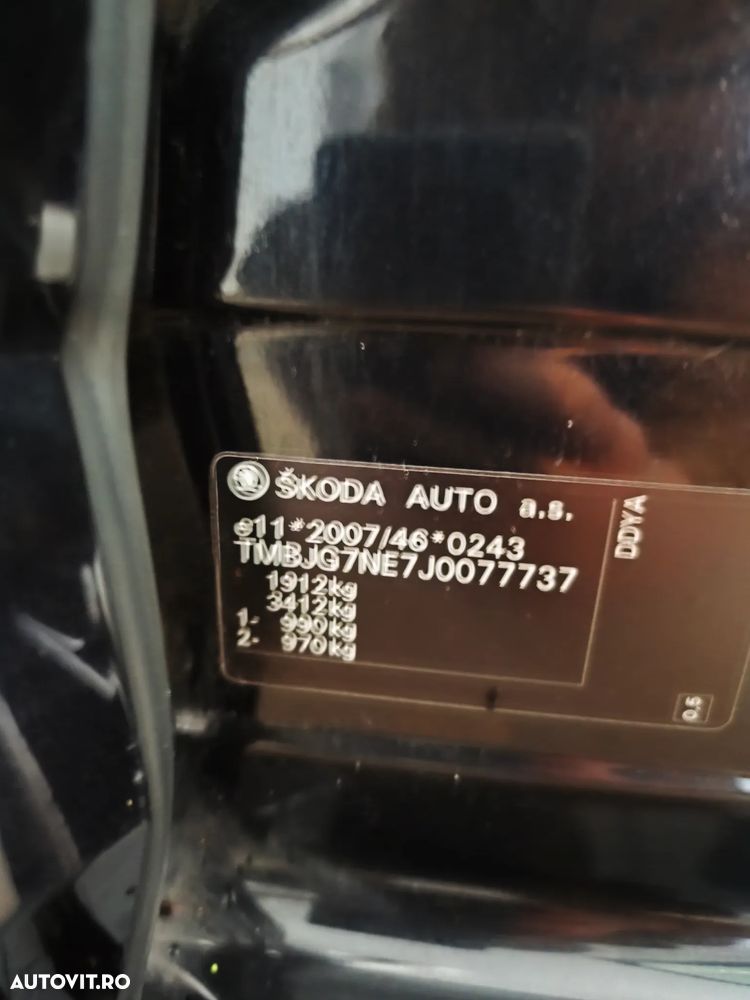 ŠKODA AUTO a.s.
e11*2007/46*0243
TMBJG7NE7J0077737
1912kg
3412kg
1- 990kg
2- 970kg
DDYA
0.5
AUTOVIT.RO